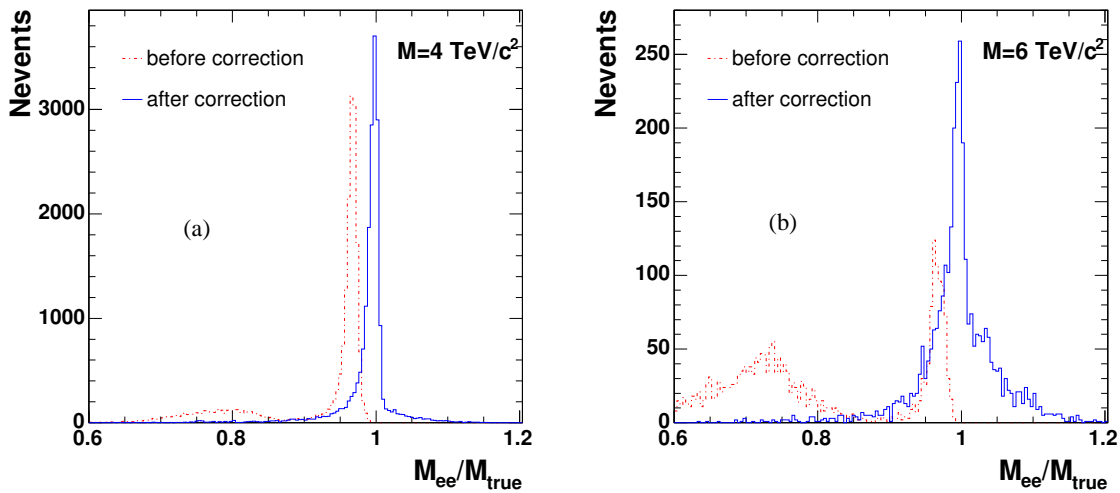 Nevents
before correction
after correction
M=4 TeV/c²
(a)
3000
2000
1000
0
0.6
0.8
1
1.2
M_ee/M_true
Nevents
before correction
after correction
M=6 TeV/c²
(b)
250
200
150
100
50
0
0.6
0.8
1
1.2
M_ee/M_true